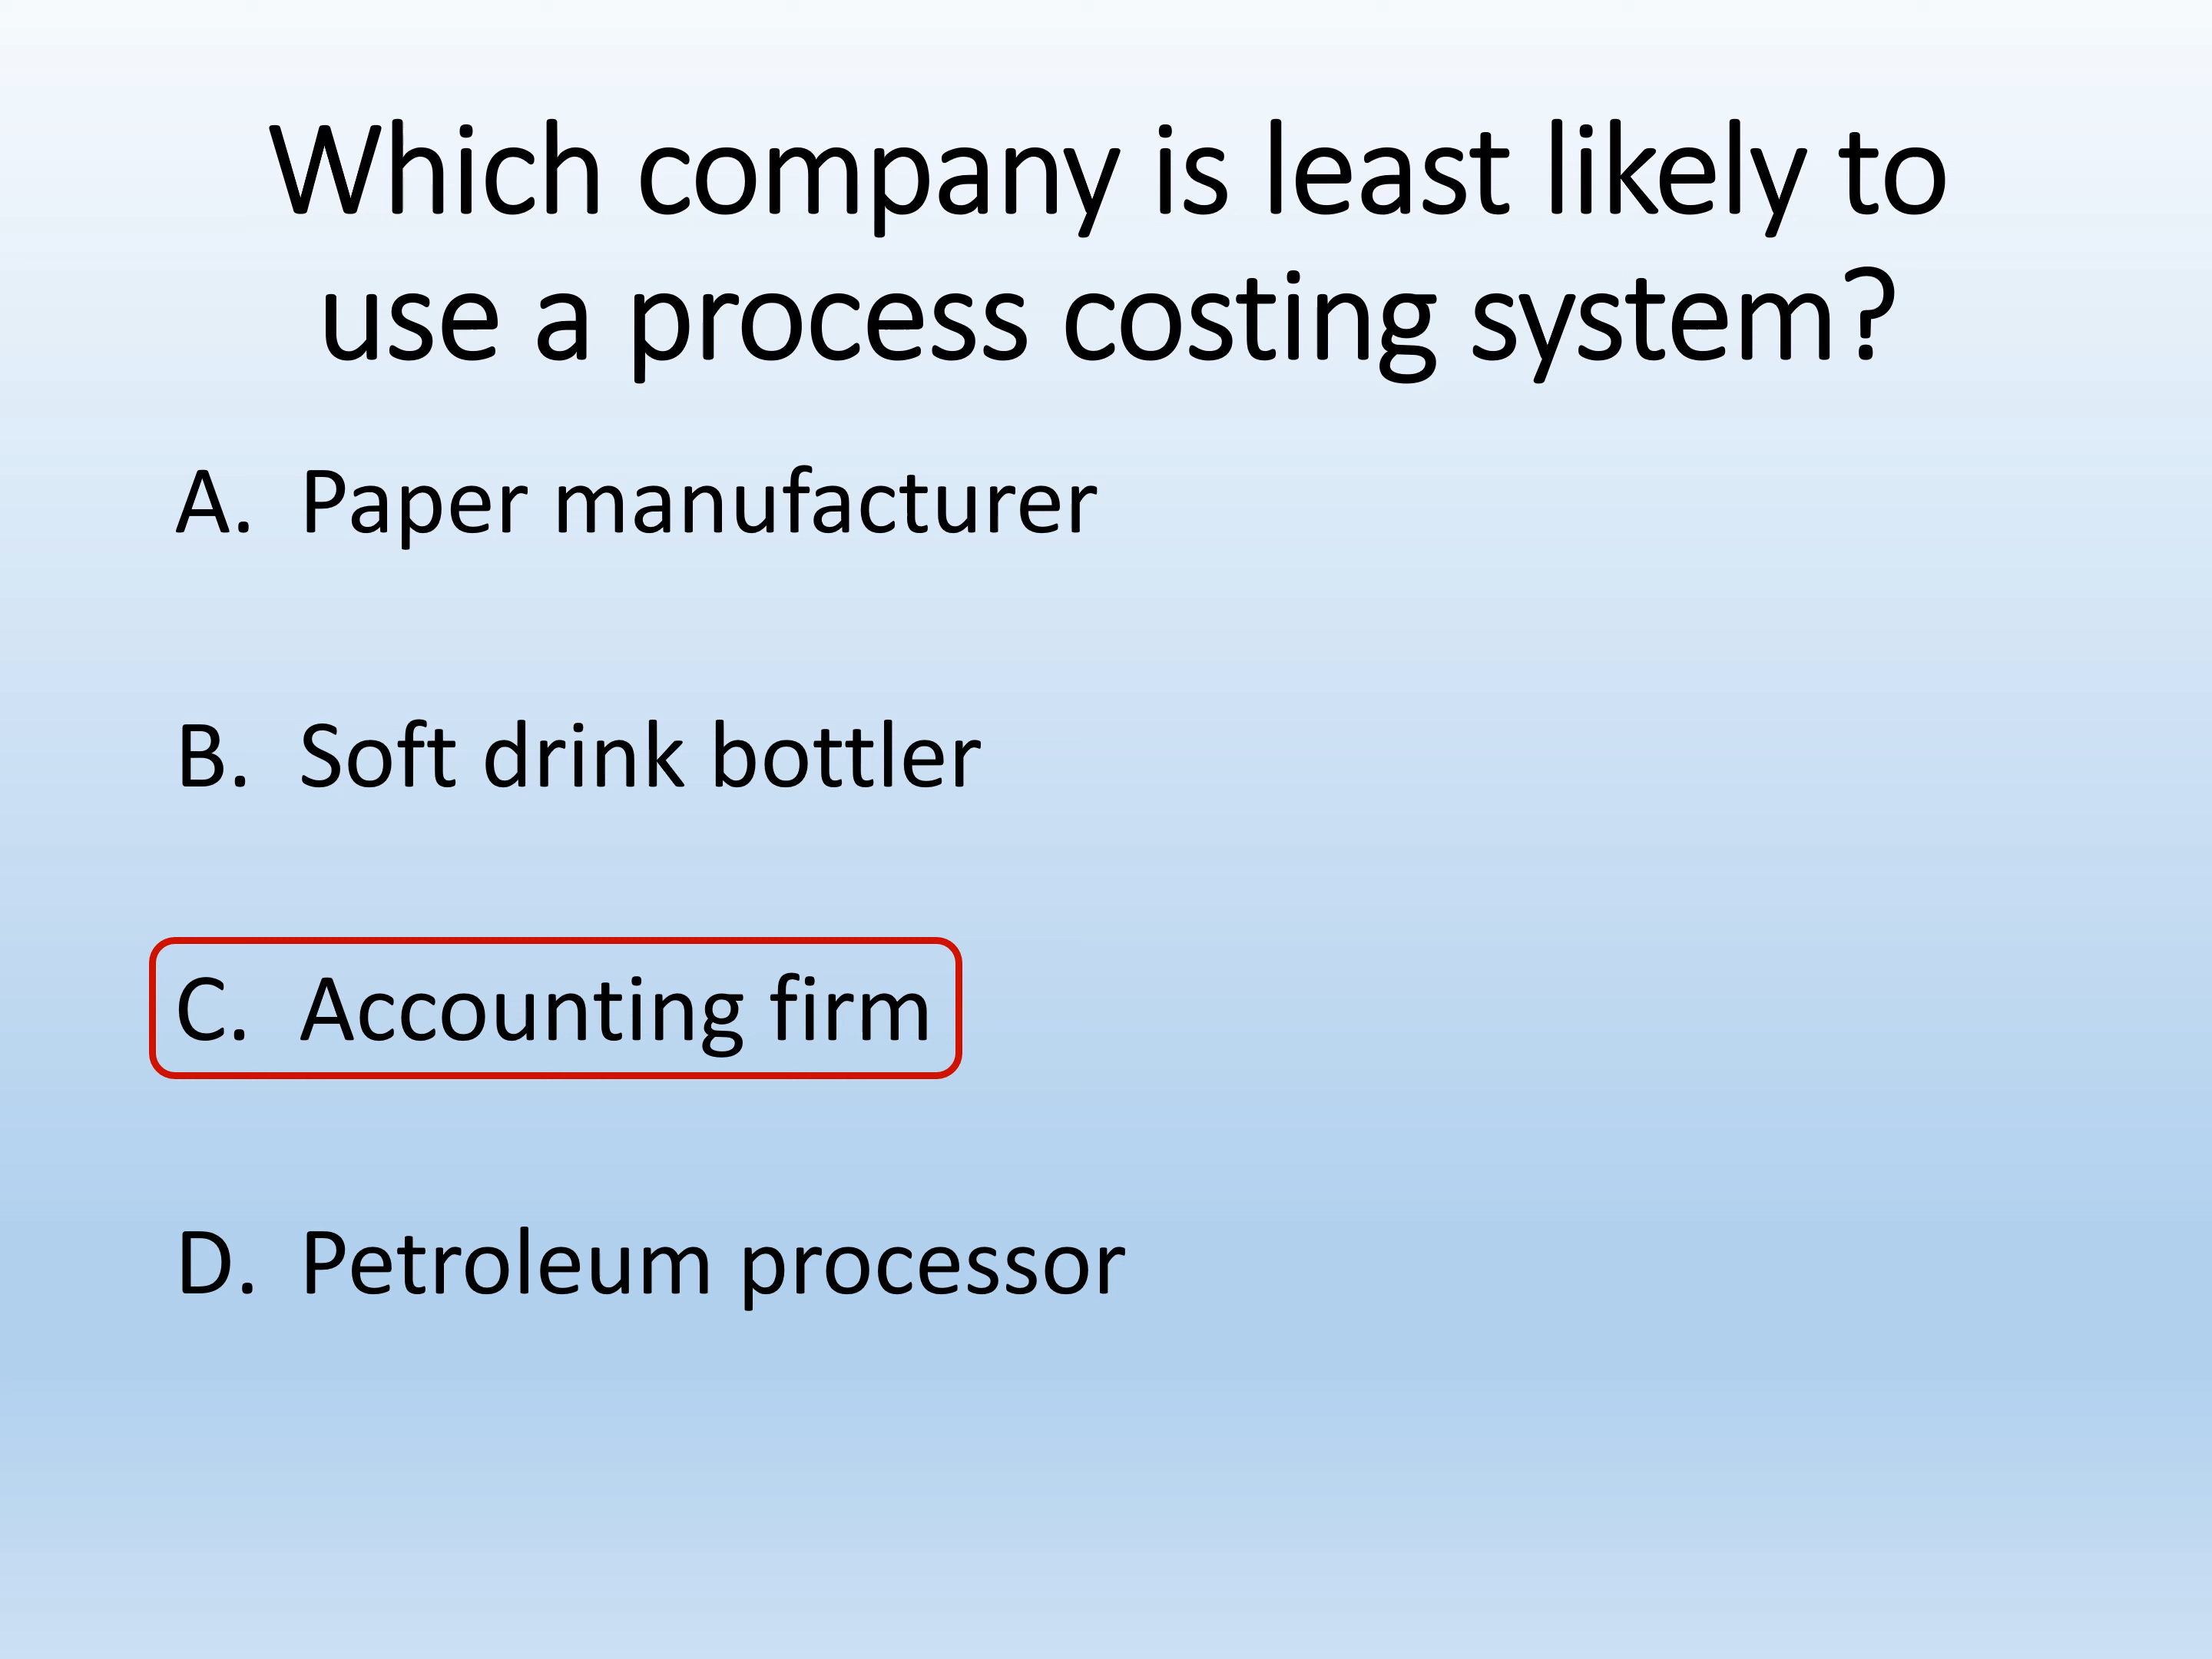 Which company is least likely to
use a process costing system?
A. Paper manufacturer
B. Soft drink bottler
C. Accounting firm
D. Petroleum processor